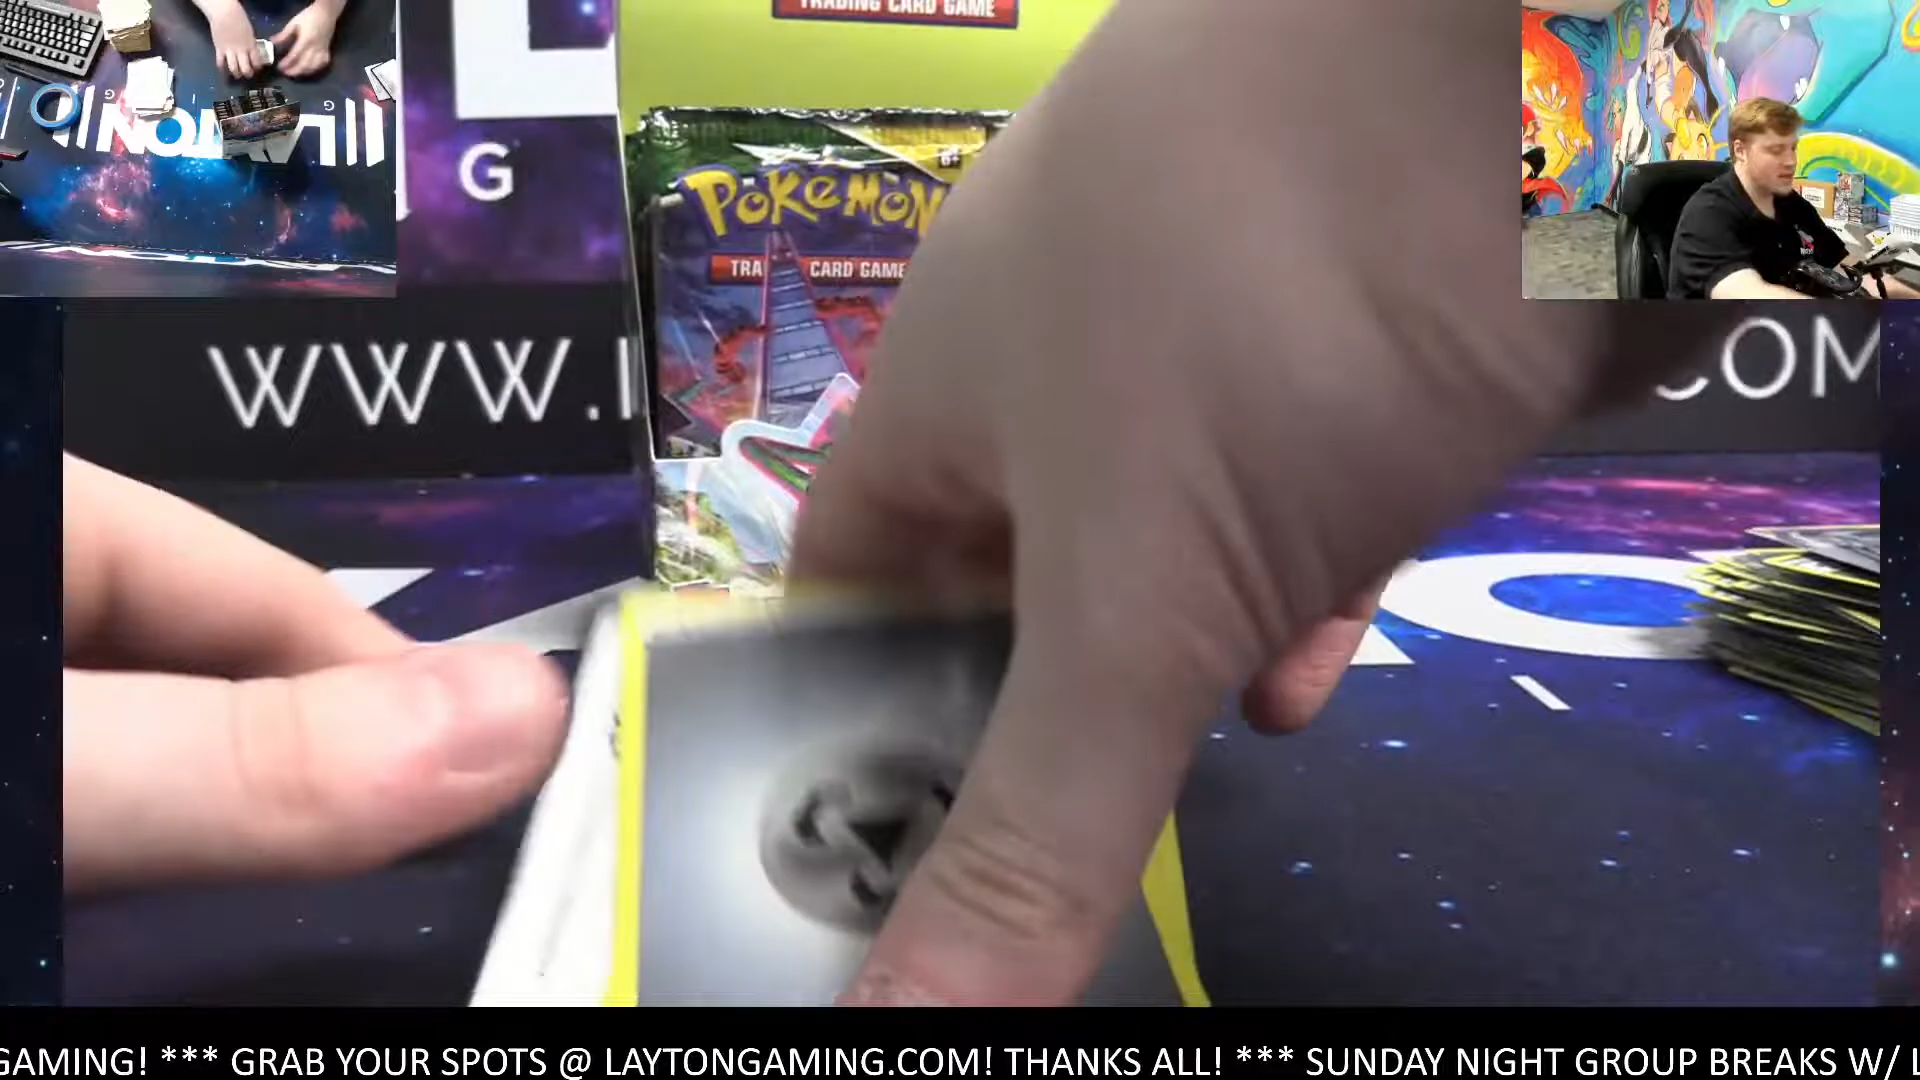 TRADING CARD GAME
G
6+
POKéMON
TRA CARD GAME
WWW.
COM
GAMING! *** GRAB YOUR SPOTS @ LAYTONGAMING.COM! THANKS ALL! *** SUNDAY NIGHT GROUP BREAKS W/ L